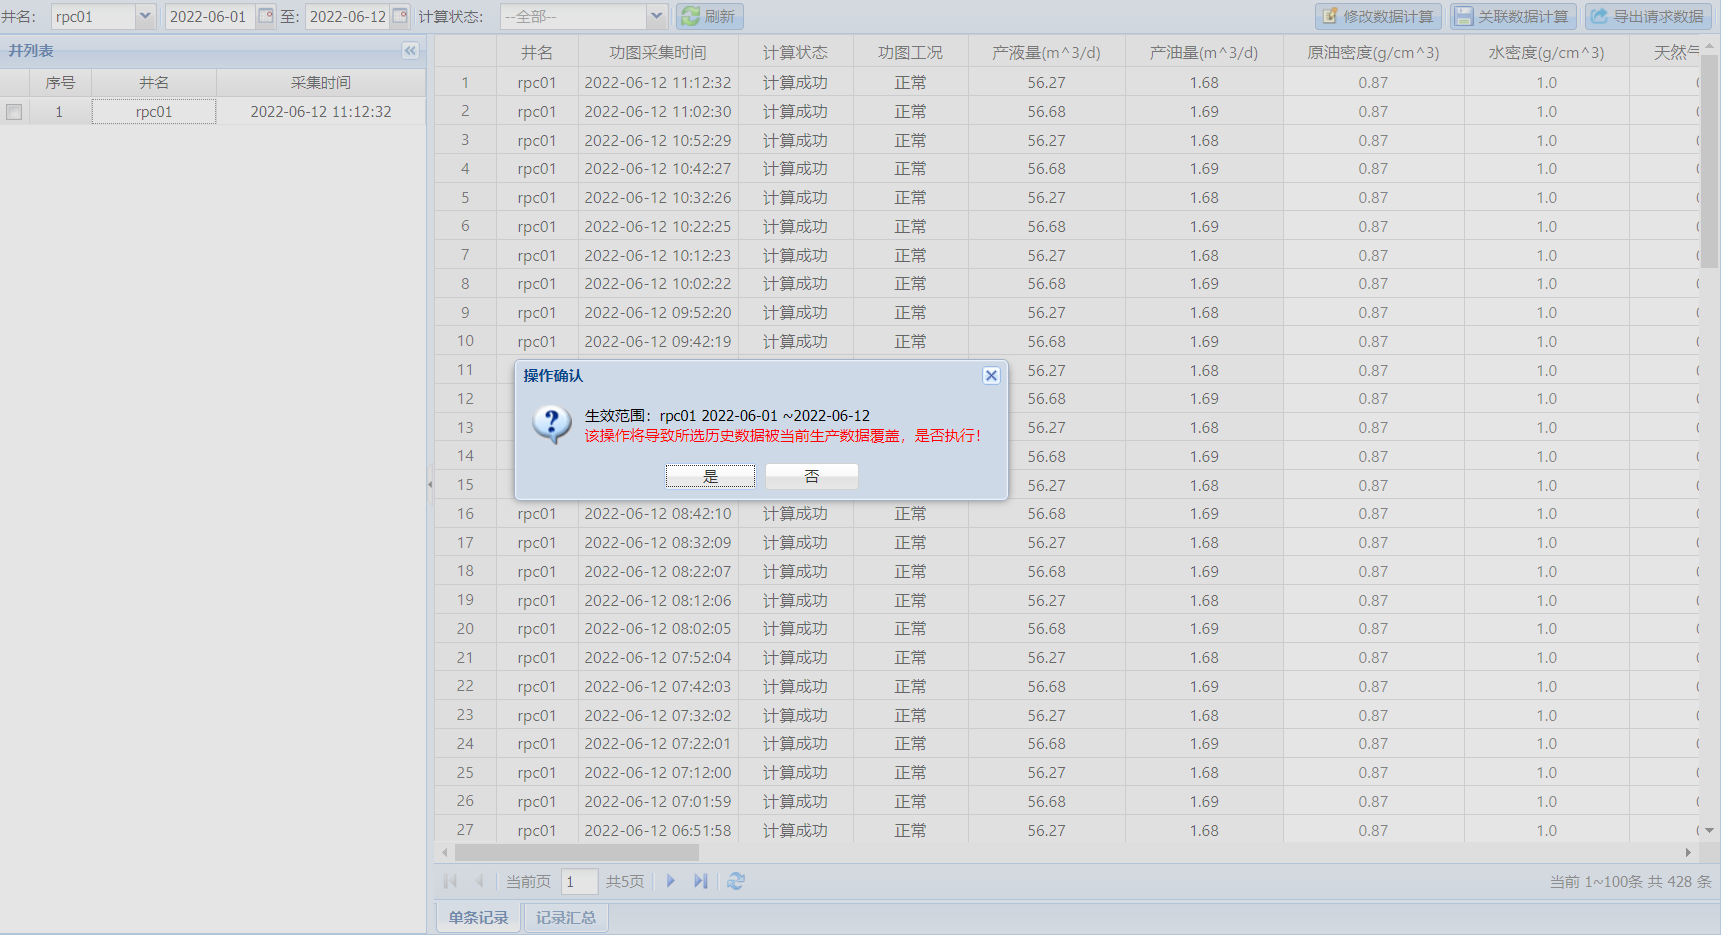 井名: rpc01 2022-06-01 至: 2022-06-12 计算状态: --全部-- 刷新 修改数据计算 关联数据计算 导出请求数据
井列表
序号 井名 采集时间
1 rpc01 2022-06-12 11:12:32
井名 功图采集时间 计算状态 功图工况 产液量(m^3/d) 产油量(m^3/d) 原油密度(g/cm^3) 水密度(g/cm^3) 天然
1 rpc01 2022-06-12 11:12:32 计算成功 正常 56.27 1.68 0.87 1.0
2 rpc01 2022-06-12 11:02:30 计算成功 正常 56.68 1.69 0.87 1.0
3 rpc01 2022-06-12 10:52:29 计算成功 正常 56.27 1.68 0.87 1.0
4 rpc01 2022-06-12 10:42:27 计算成功 正常 56.68 1.69 0.87 1.0
5 rpc01 2022-06-12 10:32:26 计算成功 正常 56.27 1.68 0.87 1.0
6 rpc01 2022-06-12 10:22:25 计算成功 正常 56.68 1.69 0.87 1.0
7 rpc01 2022-06-12 10:12:23 计算成功 正常 56.27 1.68 0.87 1.0
8 rpc01 2022-06-12 10:02:22 计算成功 正常 56.68 1.69 0.87 1.0
9 rpc01 2022-06-12 09:52:20 计算成功 正常 56.27 1.68 0.87 1.0
10 rpc01 2022-06-12 09:42:19 计算成功 正常 56.68 1.69 0.87 1.0
11 56.27 1.68 0.87 1.0
12 56.68 1.69 0.87 1.0
13 56.27 1.68 0.87 1.0
14 56.68 1.69 0.87 1.0
15 56.27 1.68 0.87 1.0
操作确认
生效范围：rpc01 2022-06-01 ~2022-06-12
该操作将导致所选历史数据被当前生产数据覆盖，是否执行！
是 否
16 rpc01 2022-06-12 08:42:10 计算成功 正常 56.68 1.69 0.87 1.0
17 rpc01 2022-06-12 08:32:09 计算成功 正常 56.27 1.68 0.87 1.0
18 rpc01 2022-06-12 08:22:07 计算成功 正常 56.68 1.69 0.87 1.0
19 rpc01 2022-06-12 08:12:06 计算成功 正常 56.27 1.68 0.87 1.0
20 rpc01 2022-06-12 08:02:05 计算成功 正常 56.68 1.69 0.87 1.0
21 rpc01 2022-06-12 07:52:04 计算成功 正常 56.27 1.68 0.87 1.0
22 rpc01 2022-06-12 07:42:03 计算成功 正常 56.68 1.69 0.87 1.0
23 rpc01 2022-06-12 07:32:02 计算成功 正常 56.27 1.68 0.87 1.0
24 rpc01 2022-06-12 07:22:01 计算成功 正常 56.68 1.69 0.87 1.0
25 rpc01 2022-06-12 07:12:00 计算成功 正常 56.27 1.68 0.87 1.0
26 rpc01 2022-06-12 07:01:59 计算成功 正常 56.68 1.69 0.87 1.0
27 rpc01 2022-06-12 06:51:58 计算成功 正常 56.27 1.68 0.87 1.0
当前页 1 共5页 当前 1~100条 共 428 条
单条记录 记录汇总